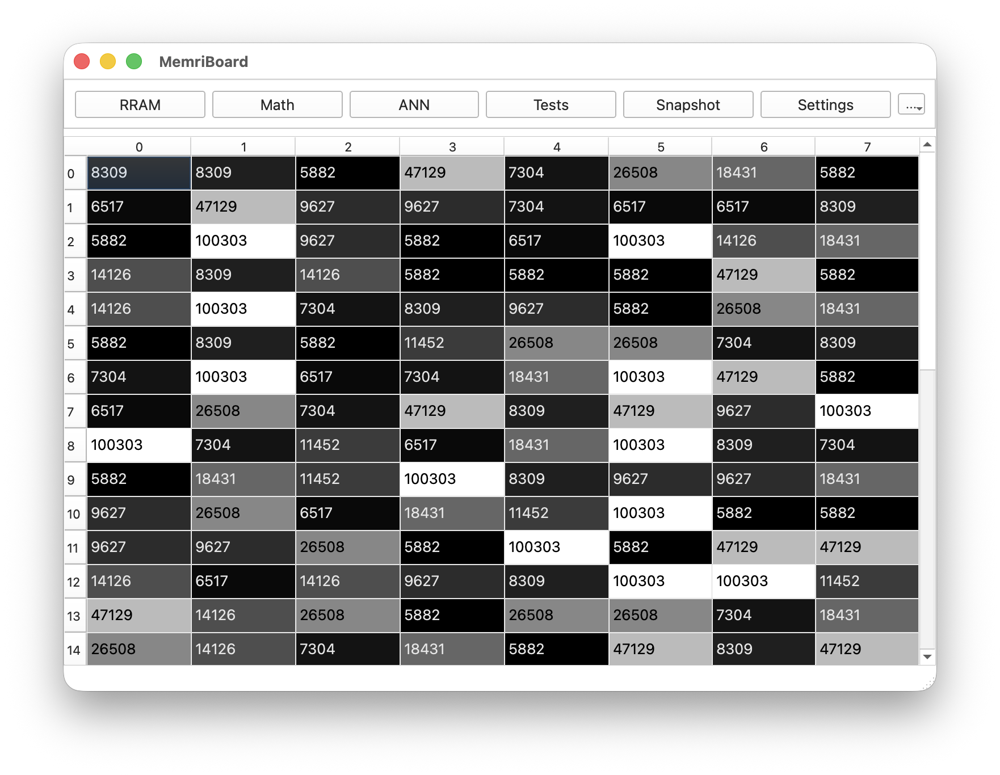 MemriBoard
RRAM Math ANN Tests Snapshot Settings ...
0 1 2 3 4 5 6 7
0 8309 8309 5882 47129 7304 26508 18431 5882
1 6517 47129 9627 9627 7304 6517 6517 8309
2 5882 100303 9627 5882 6517 100303 14126 18431
3 14126 8309 14126 5882 5882 5882 47129 5882
4 14126 100303 7304 8309 9627 5882 26508 18431
5 5882 8309 5882 11452 26508 26508 7304 8309
6 7304 100303 6517 7304 18431 100303 47129 5882
7 6517 26508 7304 47129 8309 47129 9627 100303
8 100303 7304 11452 6517 18431 100303 8309 7304
9 5882 18431 11452 100303 8309 9627 9627 18431
10 9627 26508 6517 18431 11452 100303 5882 5882
11 9627 9627 26508 5882 100303 5882 47129 47129
12 14126 6517 14126 9627 8309 100303 100303 11452
13 47129 14126 26508 5882 26508 26508 7304 18431
14 26508 14126 7304 18431 5882 47129 8309 47129